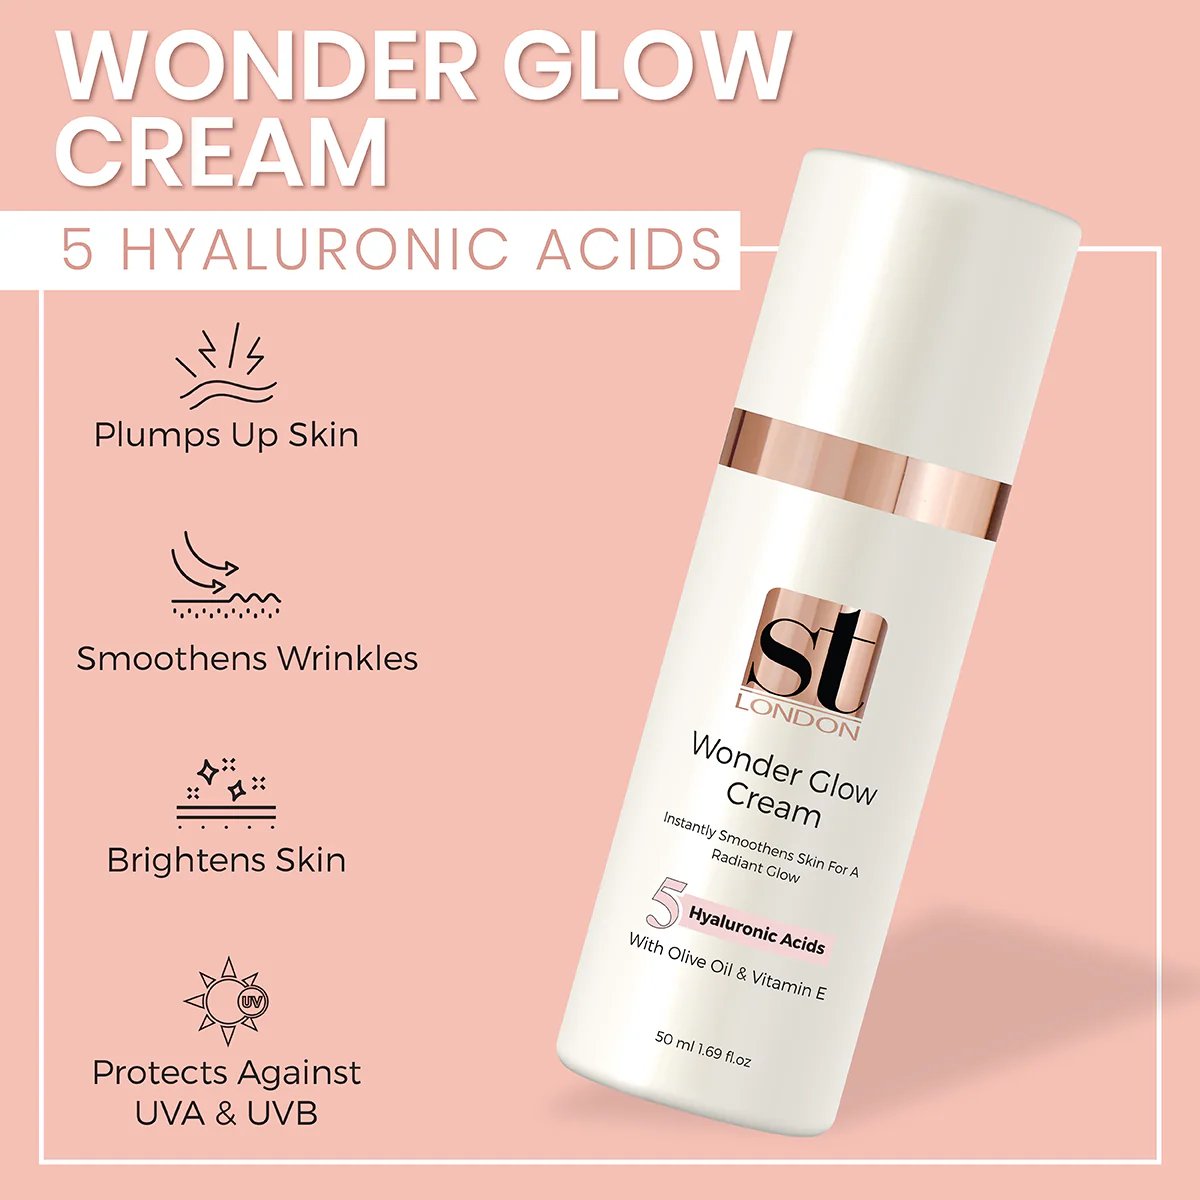 WONDER GLOW
CREAM
5 HYALURONIC ACIDS
Plumps Up Skin
Smoothens Wrinkles
Brightens Skin
UV
Protects Against
UVA & UVB
st
LONDON
Wonder Glow
Cream
Instantly Smoothens Skin For A
Radiant Glow
5 Hyaluronic Acids
With Olive Oil & Vitamin E
50 ml 1.69 fl.oz